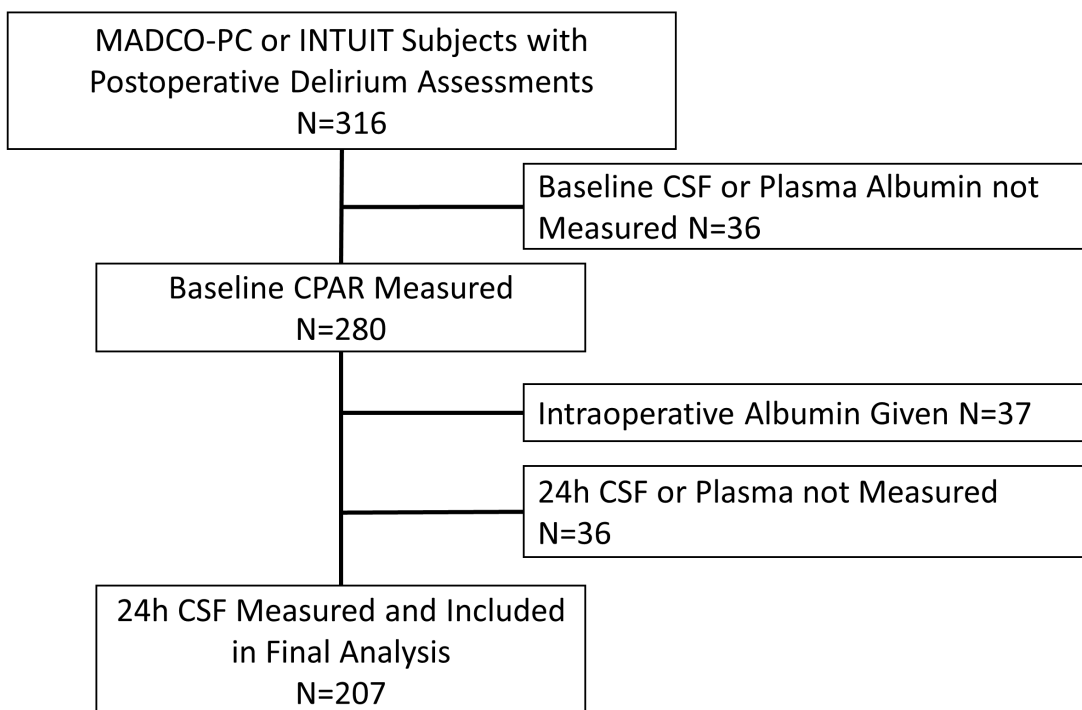 MADCO-PC or INTUIT Subjects with
Postoperative Delirium Assessments
N=316
Baseline CSF or Plasma Albumin not
Measured N=36
Baseline CPAR Measured
N=280
Intraoperative Albumin Given N=37
24h CSF or Plasma not Measured
N=36
24h CSF Measured and Included
in Final Analysis
N=207